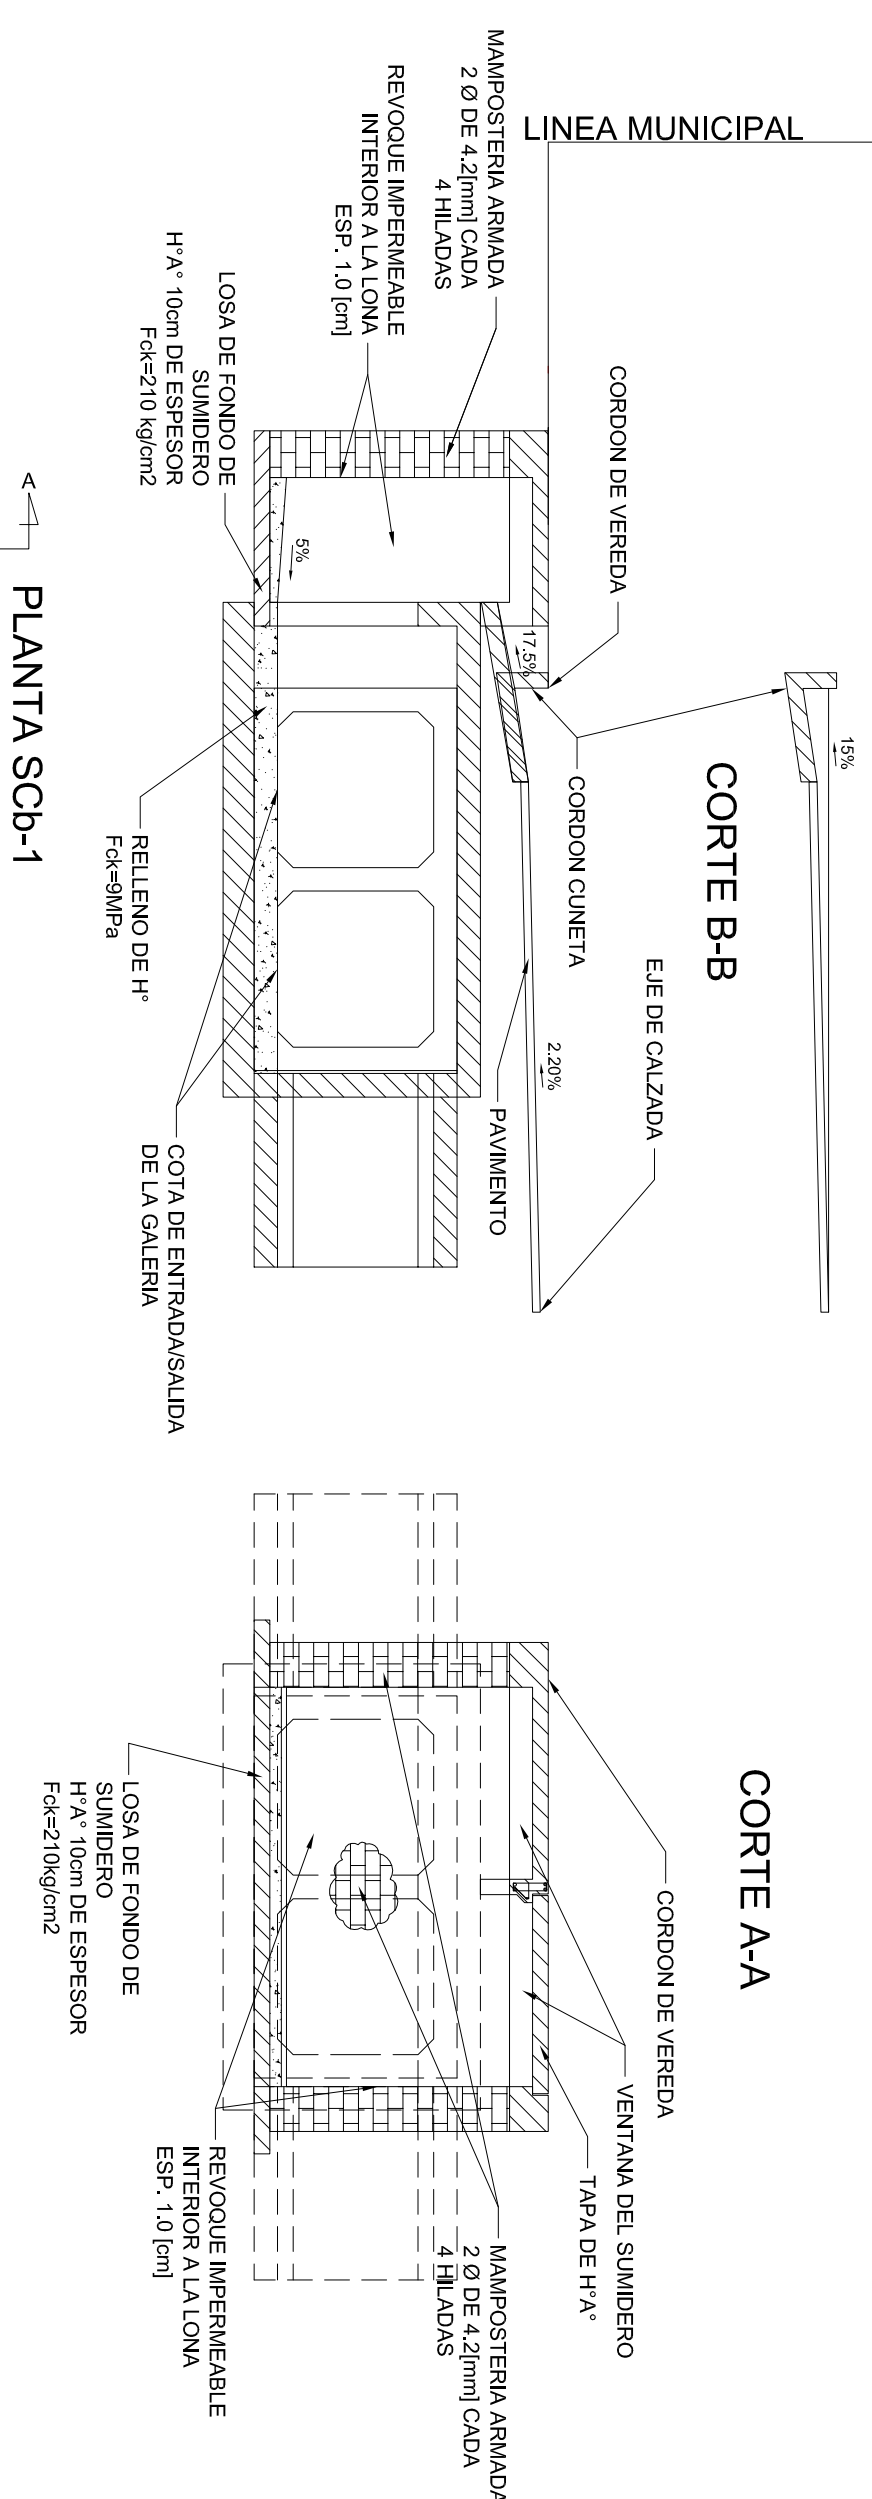 LINEA MUNICIPAL
MAMPOSTERIA ARMADA
2 Ø DE 4.2[mm] CADA
4 HILADAS
REVOQUE IMPERMEABLE
INTERIOR A LA LONA
ESP. 1.0 [cm]
LOSA DE FONDO DE
SUMIDERO
H°A° 10cm DE ESPESOR
Fck=210 kg/cm2
CORDON DE VEREDA
15%
CORTE B-B
17.5%
5%
CORDON CUNETA
EJE DE CALZADA
2.20%
PAVIMENTO
RELLENO DE H°
Fck=9MPa
COTA DE ENTRADA/SALIDA
DE LA GALERIA
A
PLANTA SCb-1
CORTE A-A
CORDON DE VEREDA
VENTANA DEL SUMIDERO
TAPA DE H°A°
MAMPOSTERIA ARMADA
2 Ø DE 4.2[mm] CADA
4 HILADAS
REVOQUE IMPERMEABLE
INTERIOR A LA LONA
ESP. 1.0 [cm]
LOSA DE FONDO DE
SUMIDERO
H°A° 10cm DE ESPESOR
Fck=210kg/cm2